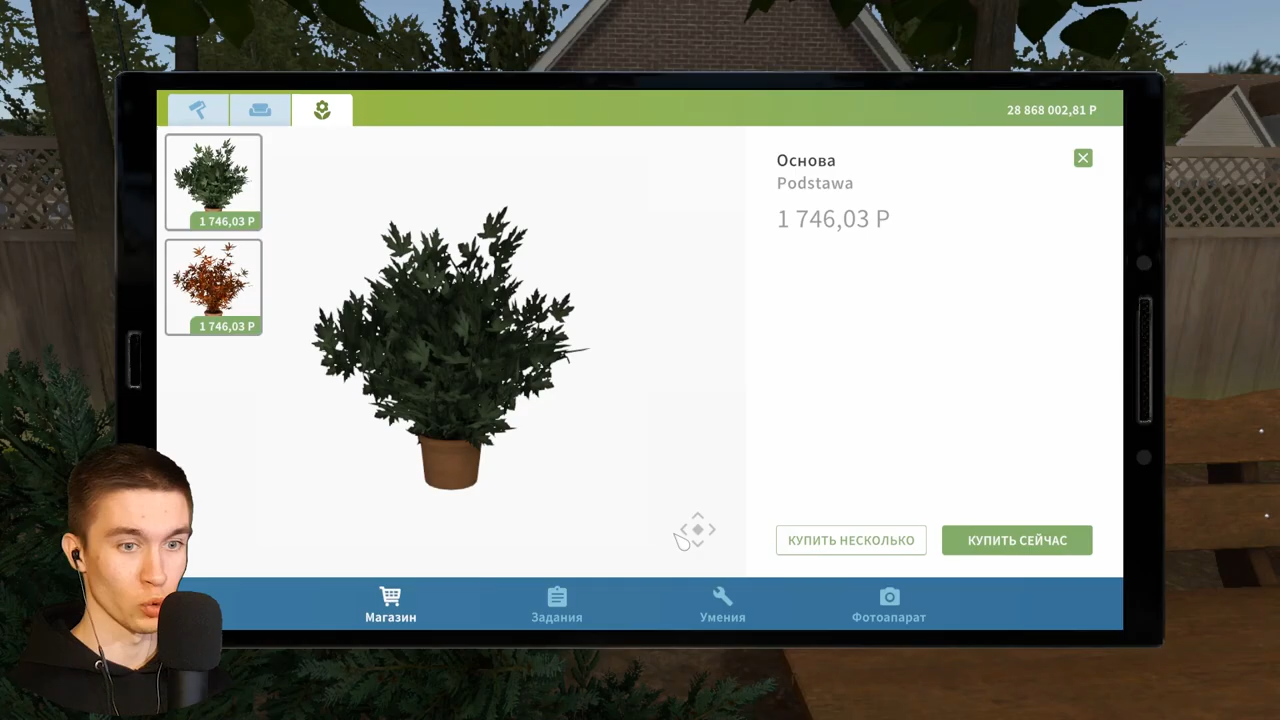 28 868 002,81 Р
1 746,03 Р
1 746,03 Р
Основа
Podstawa
1 746,03 Р
КУПИТЬ НЕСКОЛЬКО
КУПИТЬ СЕЙЧАС
Магазин
Задания
Умения
Фотоапарат